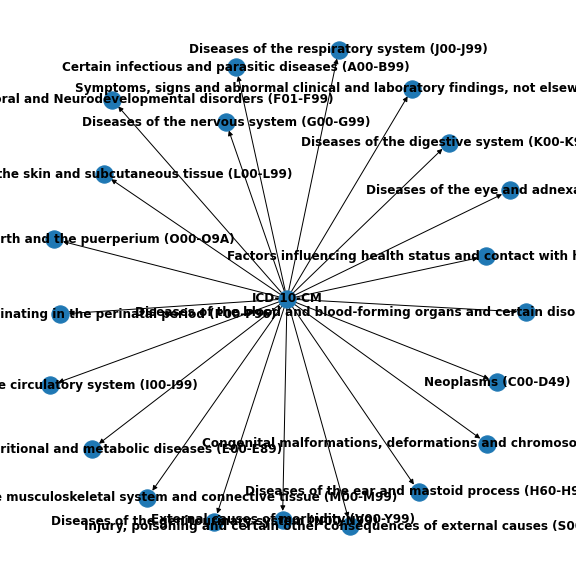 Diseases of the respiratory system (J00-J99)
Certain infectious and parasitic diseases (A00-B99)
Symptoms, signs and abnormal clinical and laboratory findings, not elsew
oral and Neurodevelopmental disorders (F01-F99)
Diseases of the nervous system (G00-G99)
Diseases of the digestive system (K00-K9
the skin and subcutaneous tissue (L00-L99)
Diseases of the eye and adnexa
rth and the puerperium (O00-O9A)
Factors influencing health status and contact with h
ICD-10-CM
inating in the perinatal period (P00-P96)
Diseases of the blood and blood-forming organs and certain diso
e circulatory system (I00-I99)
Neoplasms (C00-D49)
Congenital malformations, deformations and chromoso
ritional and metabolic diseases (E00-E89)
Diseases of the ear and mastoid process (H60-H9
e musculoskeletal system and connective tissue (M00-M99)
External causes of morbidity (V00-Y99)
Diseases of the genitourinary system (N00-N99)
Injury, poisoning and certain other consequences of external causes (S00